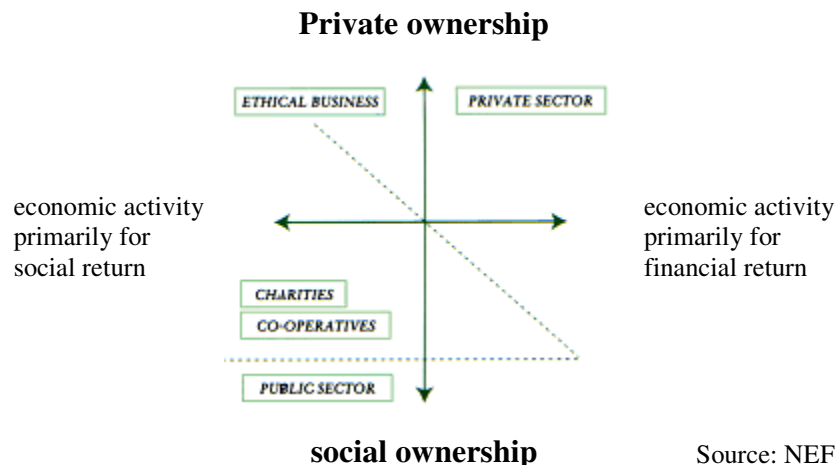 Private ownership
ETHICAL BUSINESS
PRIVATE SECTOR
economic activity
primarily for
social return
economic activity
primarily for
financial return
CHARITIES
CO-OPERATIVES
PUBLIC SECTOR
social ownership
Source: NEF